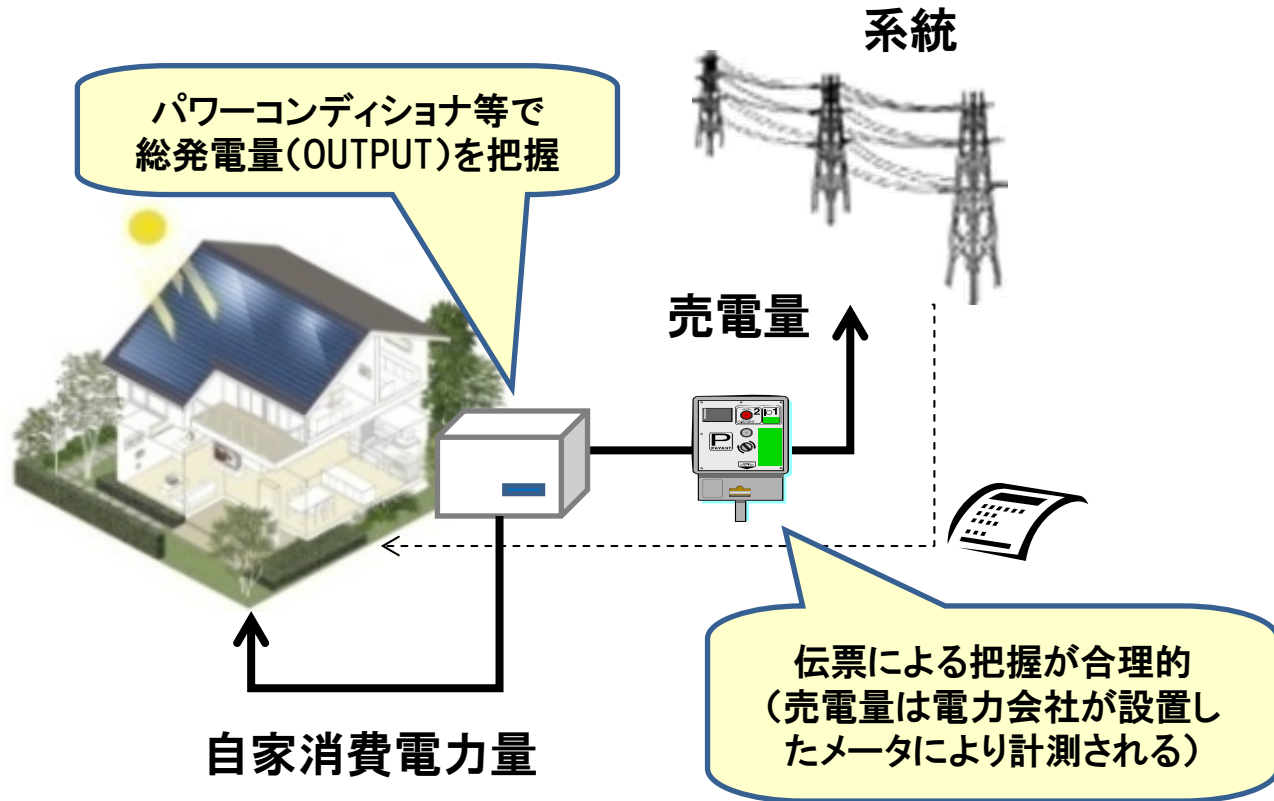 系統
パワーコンディショナ等で
総発電量(OUTPUT)を把握
売電量
2
1
P
PAYANT
伝票による把握が合理的
(売電量は電力会社が設置し
たメータにより計測される)
自家消費電力量